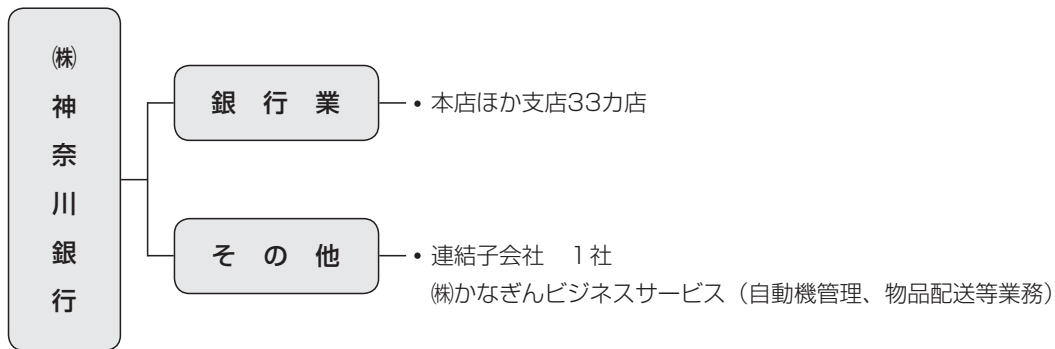 ㈱神奈川銀行
銀行業
• 本店ほか支店33カ店
その他
• 連結子会社　1社
㈱かなぎんビジネスサービス（自動機管理、物品配送等業務）